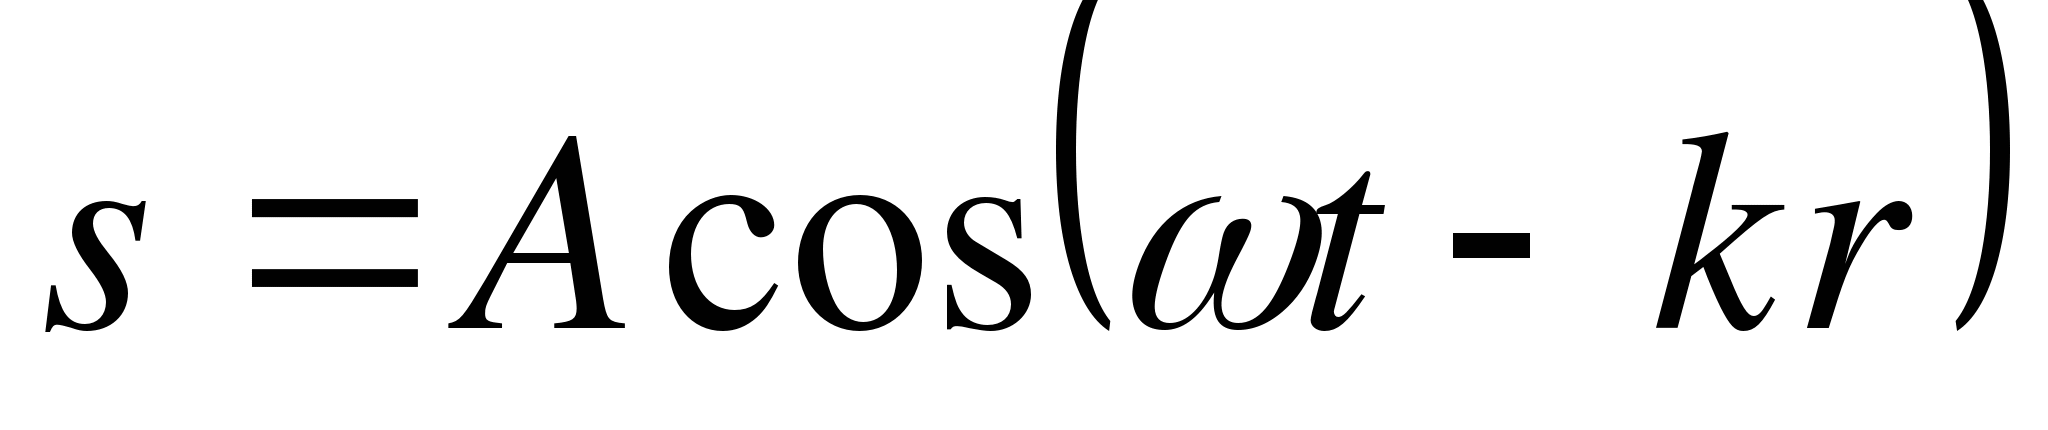 s = A cos(ωt - kr)